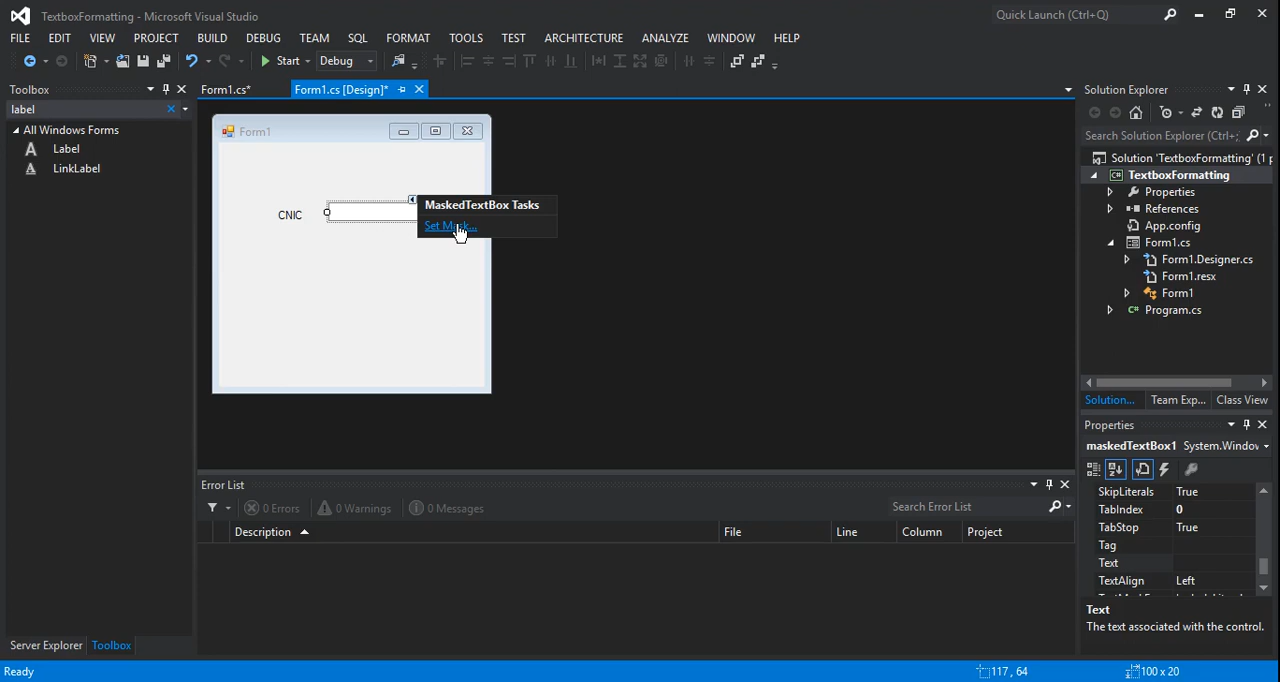 TextboxFormatting - Microsoft Visual Studio
Quick Launch (Ctrl+Q)
FILE EDIT VIEW PROJECT BUILD DEBUG TEAM SQL FORMAT TOOLS TEST ARCHITECTURE ANALYZE WINDOW HELP
Start Debug
Toolbox
label
All Windows Forms
A Label
A LinkLabel
Server Explorer Toolbox
Form1.cs* Form1.cs [Design]*
Form1
CNIC
MaskedTextBox Tasks
Set Mask...
Error List
0 Errors 0 Warnings 0 Messages Search Error List
Description File Line Column Project
Solution Explorer
Search Solution Explorer (Ctrl+;
Solution 'TextboxFormatting' (1 p
C# TextboxFormatting
Properties
References
App.config
Form1.cs
Form1.Designer.cs
Form1.resx
Form1
C# Program.cs
Solution... Team Exp... Class View
Properties
maskedTextBox1 System.Windov
SkipLiterals True
TabIndex 0
TabStop True
Tag
Text
TextAlign Left
Text
The text associated with the control.
Ready 117, 64 100 x 20